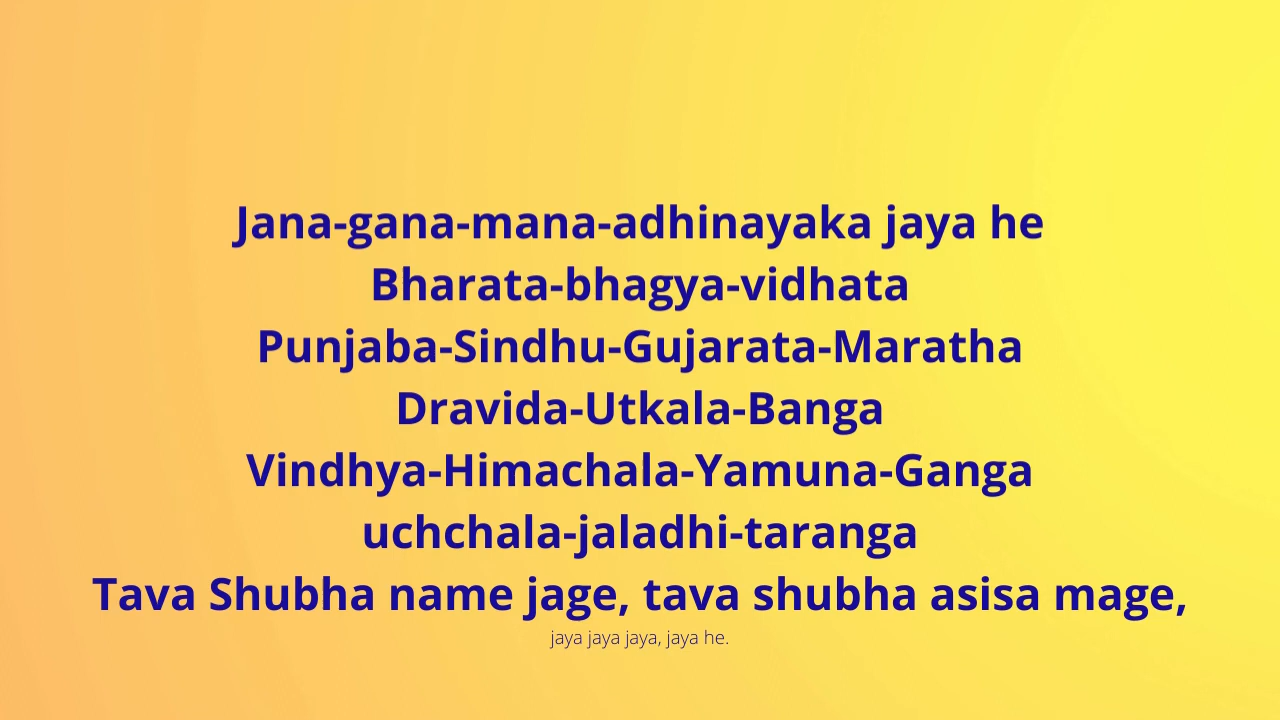 Jana-gana-mana-adhinayaka jaya he
Bharata-bhagya-vidhata
Punjaba-Sindhu-Gujarata-Maratha
Dravida-Utkala-Banga
Vindhya-Himachala-Yamuna-Ganga
uchchala-jaladhi-taranga
Tava Shubha name jage, tava shubha asisa mage,
jaya jaya jaya, jaya he.